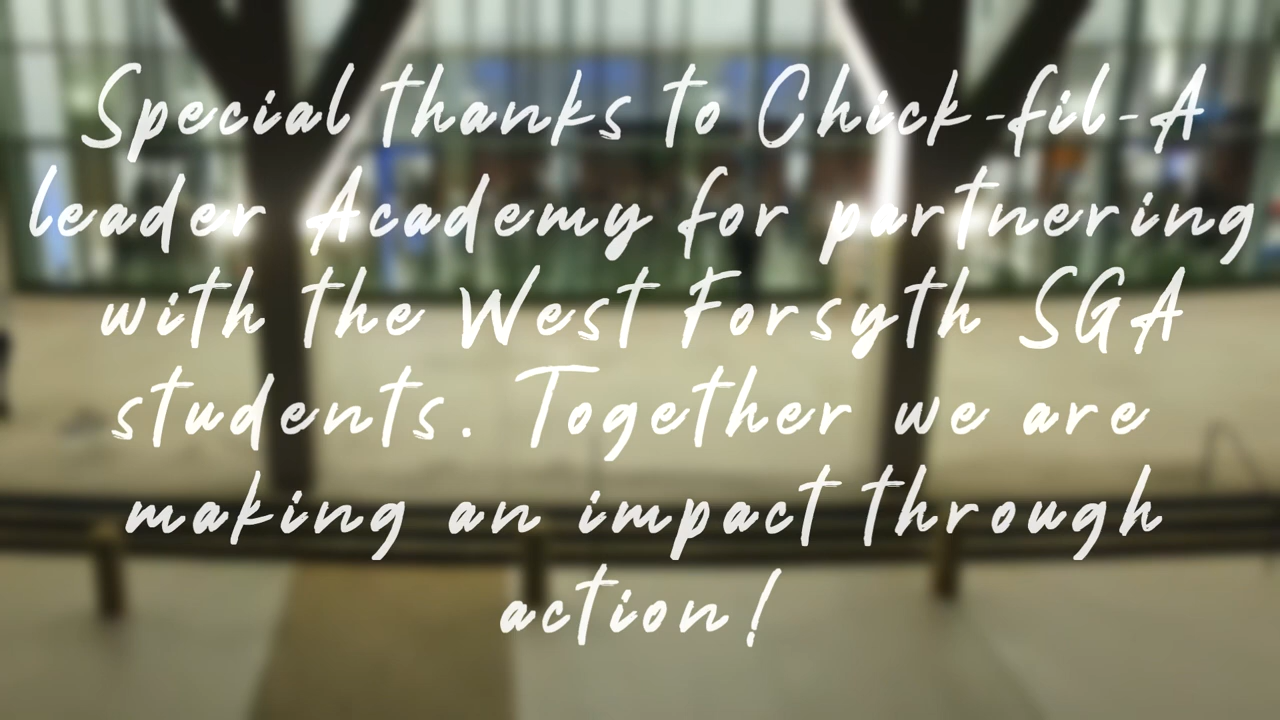 Special thanks to Chick-fil-A
leader Academy for partnering
with the West Forsyth SGA
students. Together we are
making an impact through
action!